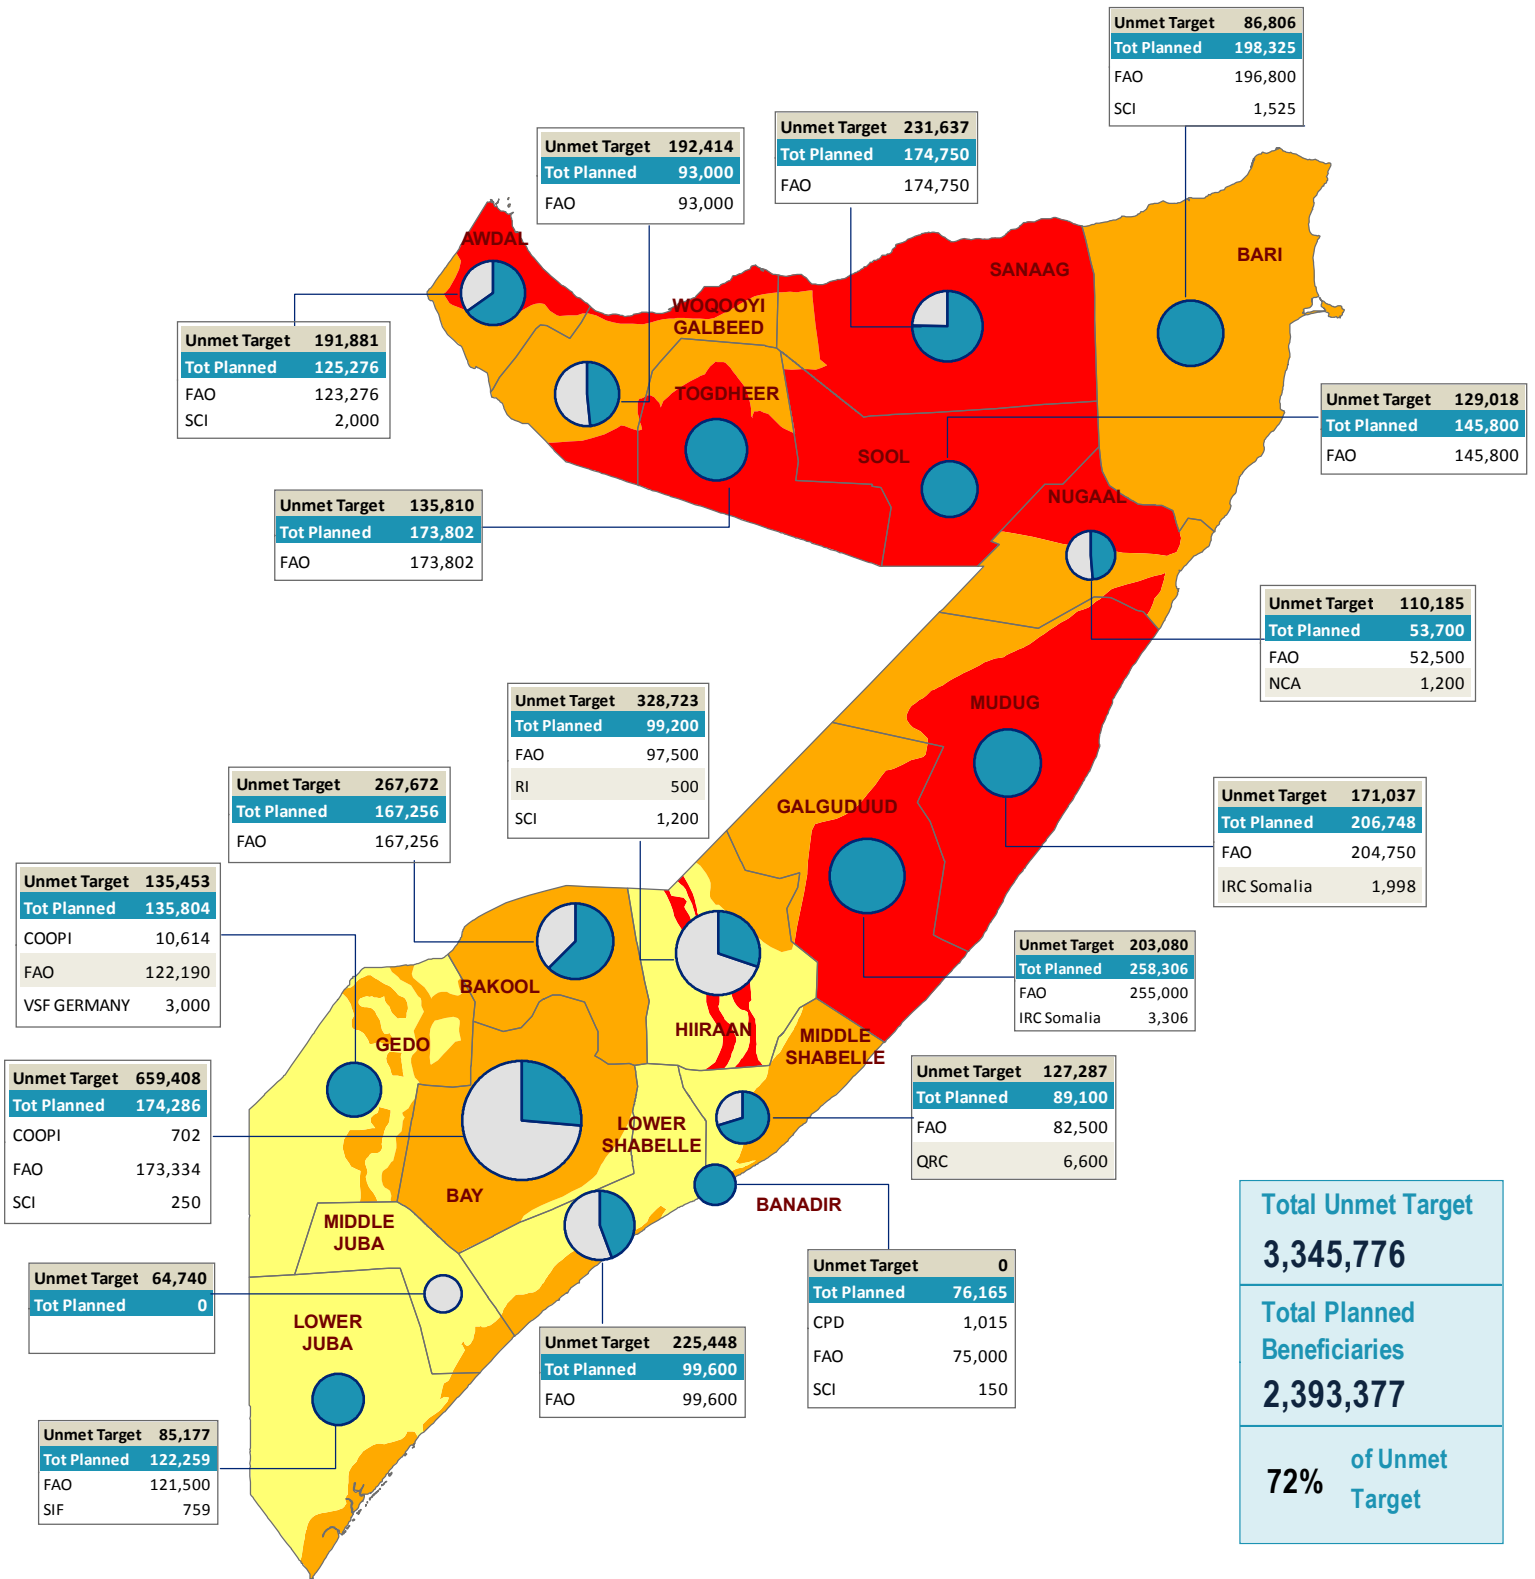 Unmet Target 86,806
Tot Planned 198,325
FAO 196,800
SCI 1,525
Unmet Target 231,637
Tot Planned 174,750
FAO 174,750
Unmet Target 192,414
Tot Planned 93,000
FAO 93,000
AWDAL
WOQOOYI
GALBEED
SANAAG
BARI
Unmet Target 191,881
Tot Planned 125,276
FAO 123,276
SCI 2,000
TOGDHEER
SOOL
NUGAAL
Unmet Target 129,018
Tot Planned 145,800
FAO 145,800
Unmet Target 135,810
Tot Planned 173,802
FAO 173,802
Unmet Target 110,185
Tot Planned 53,700
FAO 52,500
NCA 1,200
Unmet Target 328,723
Tot Planned 99,200
FAO 97,500
RI 500
SCI 1,200
MUDUG
GALGUDUUD
Unmet Target 267,672
Tot Planned 167,256
FAO 167,256
Unmet Target 171,037
Tot Planned 206,748
FAO 204,750
IRC Somalia 1,998
Unmet Target 135,453
Tot Planned 135,804
COOPI 10,614
FAO 122,190
VSF GERMANY 3,000
Unmet Target 203,080
Tot Planned 258,306
FAO 255,000
IRC Somalia 3,306
BAKOOL
GEDO
HIIRAAN
MIDDLE
SHABELLE
Unmet Target 659,408
Tot Planned 174,286
COOPI 702
FAO 173,334
SCI 250
Unmet Target 127,287
Tot Planned 89,100
FAO 82,500
QRC 6,600
LOWER
SHABELLE
BAY
BANADIR
MIDDLE
JUBA
Unmet Target 64,740
Tot Planned 0
LOWER
JUBA
Unmet Target 0
Tot Planned 76,165
CPD 1,015
FAO 75,000
SCI 150
Unmet Target 225,448
Tot Planned 99,600
FAO 99,600
Unmet Target 85,177
Tot Planned 122,259
FAO 121,500
SIF 759
Total Unmet Target
3,345,776
Total Planned
Beneficiaries
2,393,377
72% of Unmet
Target